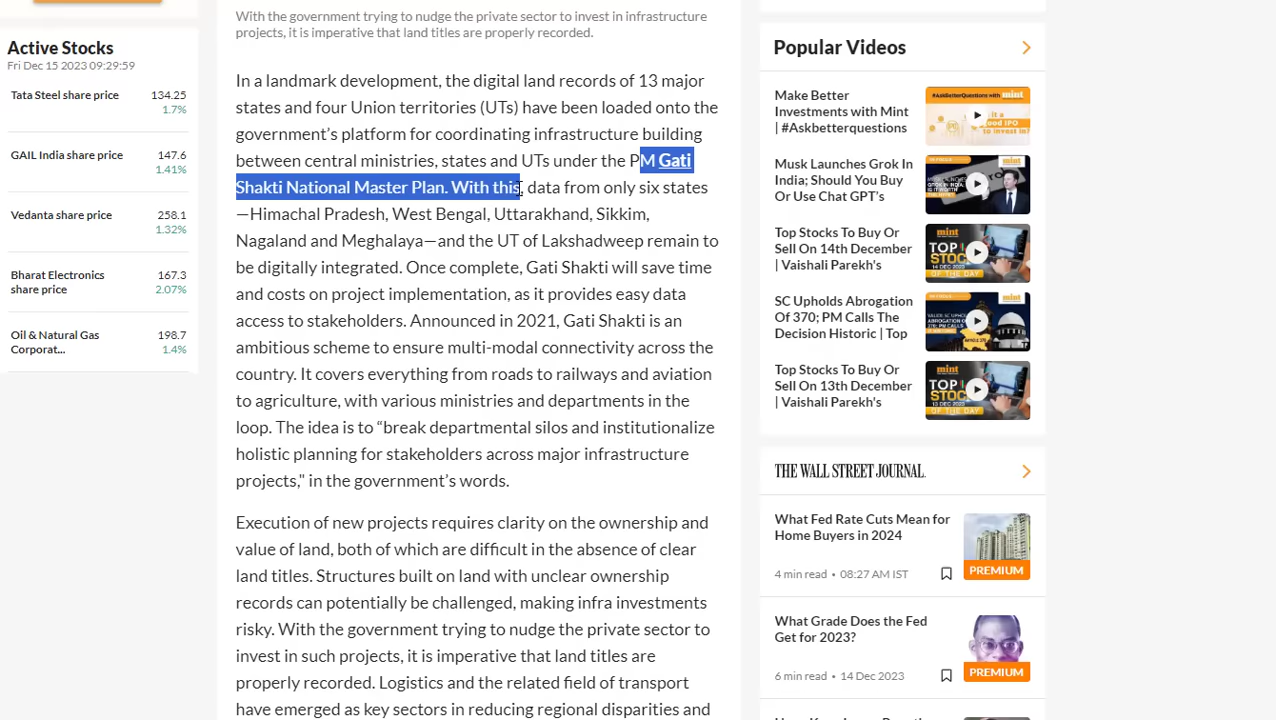 Active Stocks
Fri Dec 15 2023 09:29:59
Tata Steel share price 134.25
1.7%
GAIL India share price 147.6
1.41%
Vedanta share price 258.1
1.32%
Bharat Electronics 167.3
share price 2.07%
Oil & Natural Gas 198.7
Corporat... 1.4%
With the government trying to nudge the private sector to invest in infrastructure
projects, it is imperative that land titles are properly recorded.
In a landmark development, the digital land records of 13 major
states and four Union territories (UTs) have been loaded onto the
government’s platform for coordinating infrastructure building
between central ministries, states and UTs under the PM Gati
Shakti National Master Plan. With this, data from only six states
—Himachal Pradesh, West Bengal, Uttarakhand, Sikkim,
Nagaland and Meghalaya—and the UT of Lakshadweep remain to
be digitally integrated. Once complete, Gati Shakti will save time
and costs on project implementation, as it provides easy data
access to stakeholders. Announced in 2021, Gati Shakti is an
ambitious scheme to ensure multi-modal connectivity across the
country. It covers everything from roads to railways and aviation
to agriculture, with various ministries and departments in the
loop. The idea is to “break departmental silos and institutionalize
holistic planning for stakeholders across major infrastructure
projects," in the government’s words.
Execution of new projects requires clarity on the ownership and
value of land, both of which are difficult in the absence of clear
land titles. Structures built on land with unclear ownership
records can potentially be challenged, making infra investments
risky. With the government trying to nudge the private sector to
invest in such projects, it is imperative that land titles are
properly recorded. Logistics and the related field of transport
have emerged as key sectors in reducing regional disparities and
Popular Videos
Make Better
Investments with Mint
| #Askbetterquestions
Musk Launches Grok In
India; Should You Buy
Or Use Chat GPT’s
Top Stocks To Buy Or
Sell On 14th December
| Vaishali Parekh's
SC Upholds Abrogation
Of 370; PM Calls The
Decision Historic | Top
Top Stocks To Buy Or
Sell On 13th December
| Vaishali Parekh's
THE WALL STREET JOURNAL.
What Fed Rate Cuts Mean for
Home Buyers in 2024
PREMIUM
4 min read • 08:27 AM IST
What Grade Does the Fed
Get for 2023?
PREMIUM
6 min read • 14 Dec 2023